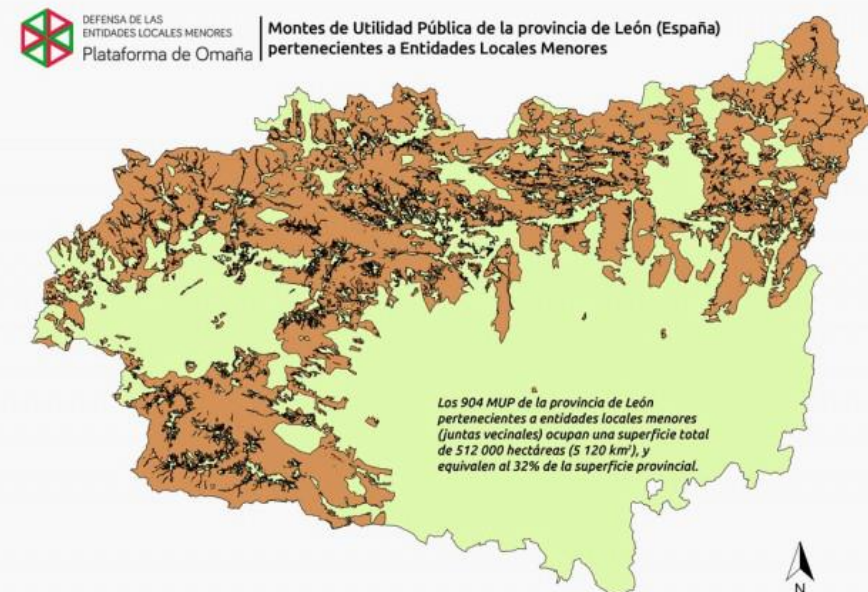 DEFENSA DE LAS
ENTIDADES LOCALES MENORES
Plataforma de Omaña
Montes de Utilidad Pública de la provincia de León (España)
pertenecientes a Entidades Locales Menores
Los 904 MUP de la provincia de León
pertenecientes a entidades locales menores
(juntas vecinales) ocupan una superficie total
de 512 000 hectáreas (5 120 km²), y
equivalen al 32% de la superficie provincial.
N